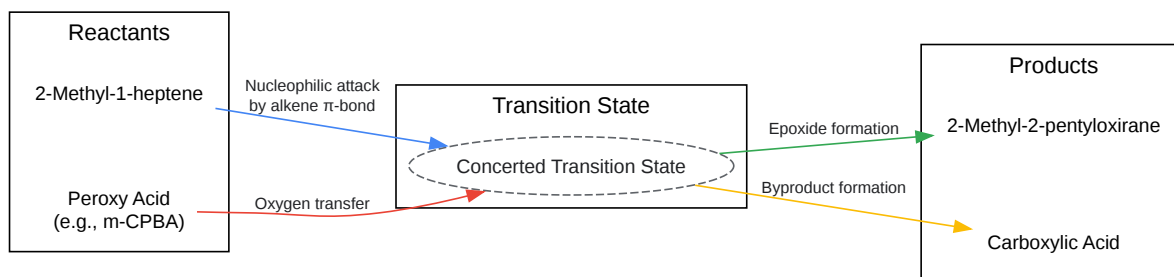 Reactants
2-Methyl-1-heptene
Peroxy Acid
(e.g., m-CPBA)
Nucleophilic attack
by alkene π-bond
Oxygen transfer
Transition State
Concerted Transition State
Epoxide formation
Byproduct formation
Products
2-Methyl-2-pentyloxirane
Carboxylic Acid